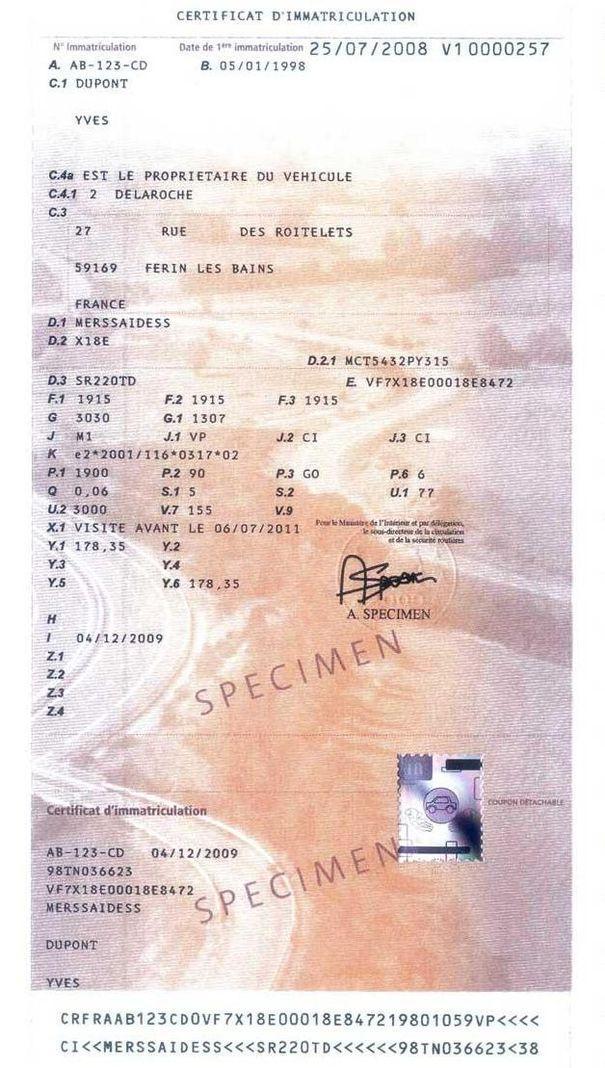 CERTIFICAT D'IMMATRICULATION
N° Immatriculation Date de 1ère immatriculation 25/07/2008 V1 0000257
A. AB-123-CD B. 05/01/1998
C.1 DUPONT
YVES
C.4a EST LE PROPRIETAIRE DU VEHICULE
C.4.1 2 DELAROCHE
C.3
27 RUE DES ROITELETS
59169 FERIN LES BAINS
FRANCE
D.1 MERSSAIDESS
D.2 X18E
D.2.1 MCT5432PY315
D.3 SR220TD E. VF7X18E00018E8472
F.1 1915 F.2 1915 F.3 1915
G 3030 G.1 1307
J M1 J.1 VP J.2 CI J.3 CI
K e2*2001/116*0317*02
P.1 1900 P.2 90 P.3 GO P.6 6
Q 0,06 S.1 5 S.2 U.1 77
U.2 3000 V.7 155 V.9
X.1 VISITE AVANT LE 06/07/2011
Pour le Ministère de l'Intérieur et par délégation,
le sous-directeur de la circulation
et de la sécurité routières
Y.1 178,35 Y.2
Y.3 Y.4
Y.5 Y.6 178,35
A. SPECIMEN
H
I 04/12/2009
Z.1
Z.2
Z.3
Z.4
SPECIMEN
COUPON DÉTACHABLE
Certificat d'immatriculation
AB-123-CD 04/12/2009
98TN036623
VF7X18E00018E8472
MERSSAIDESS
SPECIMEN
DUPONT
YVES
CRFRAAB123CD0VF7X18E00018E847219801059VP<<<<
CI<<MERSSAIDESS<<<SR220TD<<<<<<98TN036623<38